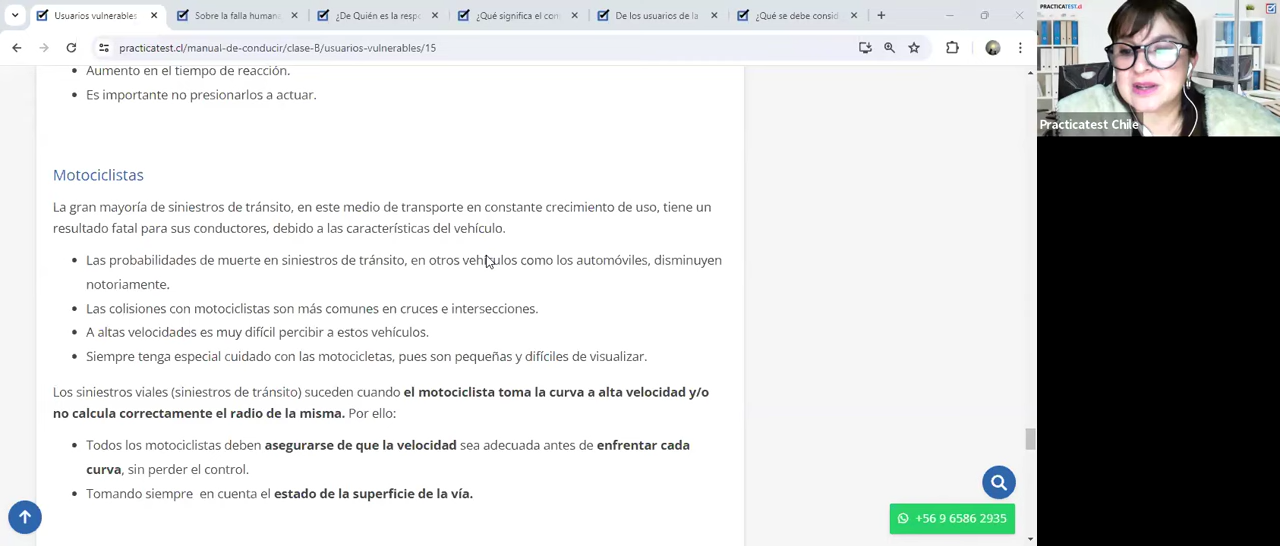 Usuarios vulnerables
Sobre la falla humana
¿De Quién es la resp
¿Qué significa el con
De los usuarios de la
¿Qué se debe consid
practicatest.cl/manual-de-conducir/clase-B/usuarios-vulnerables/15
PRACTICATEST.cl
Practicatest Chile
Aumento en el tiempo de reacción.
Es importante no presionarlos a actuar.
Motociclistas
La gran mayoría de siniestros de tránsito, en este medio de transporte en constante crecimiento de uso, tiene un
resultado fatal para sus conductores, debido a las características del vehículo.
Las probabilidades de muerte en siniestros de tránsito, en otros vehículos como los automóviles, disminuyen
notoriamente.
Las colisiones con motociclistas son más comunes en cruces e intersecciones.
A altas velocidades es muy difícil percibir a estos vehículos.
Siempre tenga especial cuidado con las motocicletas, pues son pequeñas y difíciles de visualizar.
Los siniestros viales (siniestros de tránsito) suceden cuando el motociclista toma la curva a alta velocidad y/o
no calcula correctamente el radio de la misma. Por ello:
Todos los motociclistas deben asegurarse de que la velocidad sea adecuada antes de enfrentar cada
curva, sin perder el control.
Tomando siempre en cuenta el estado de la superficie de la vía.
+56 9 6586 2935